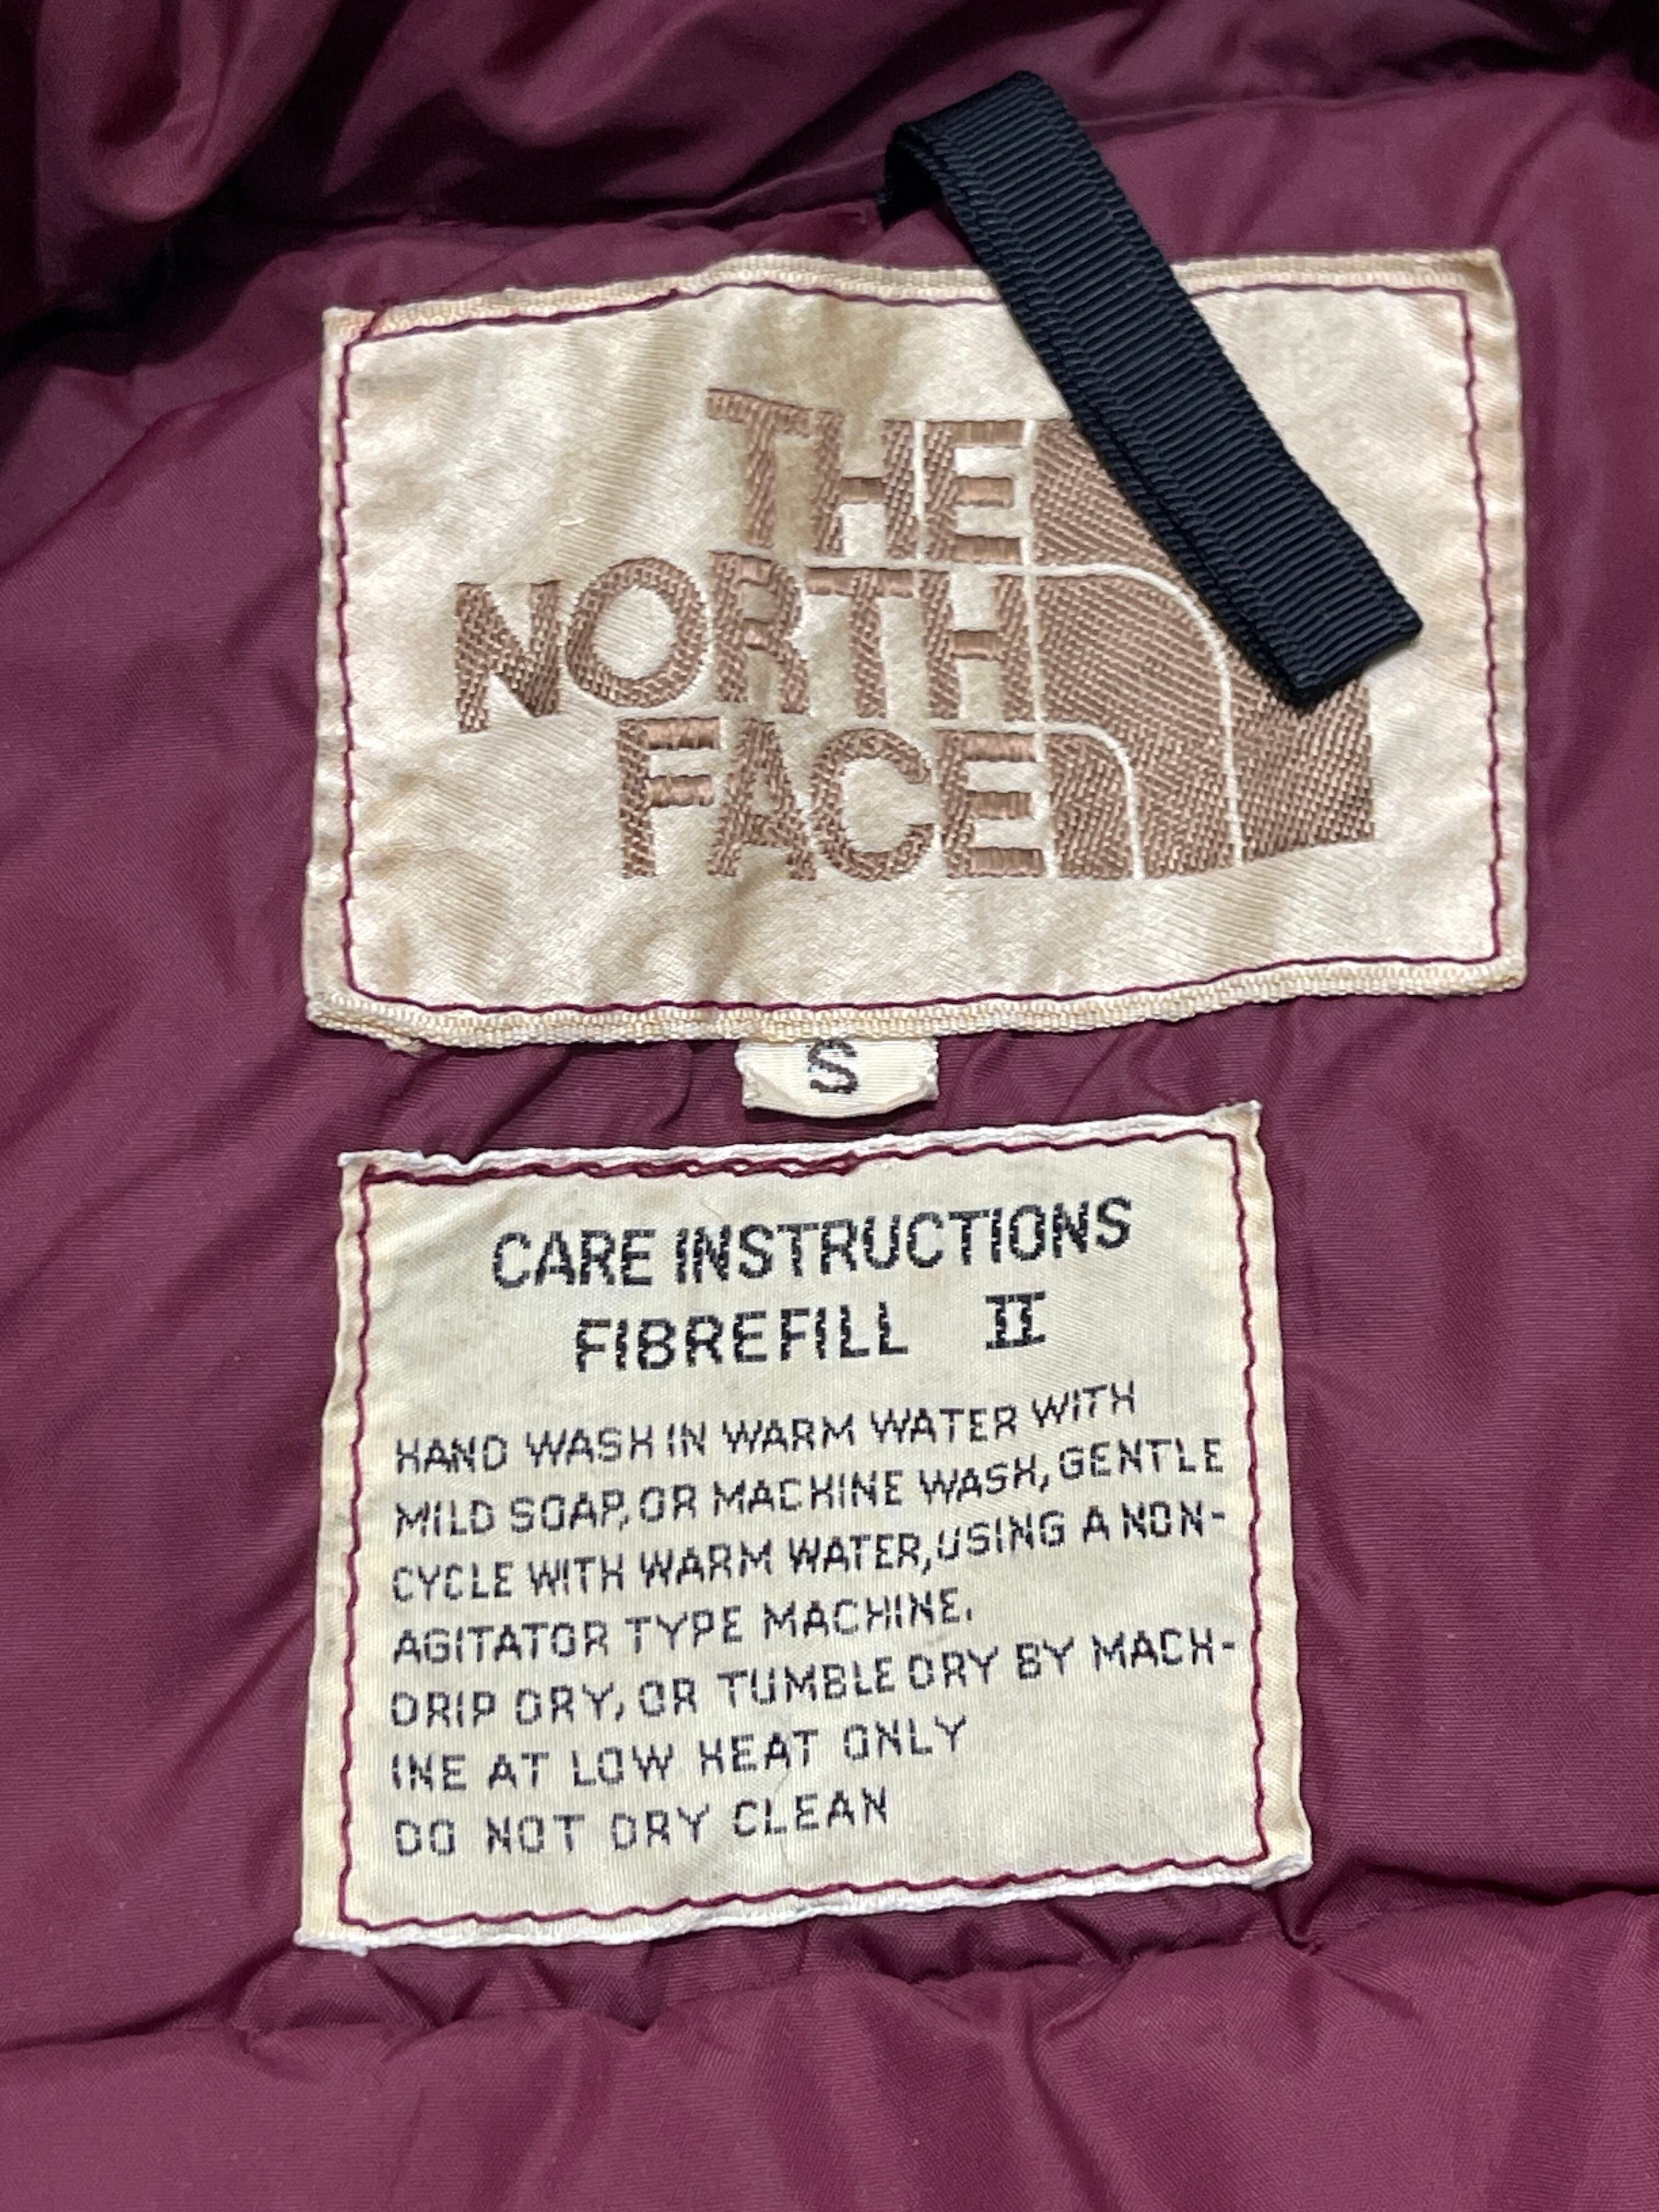 THE
NORTH
FACE
S
CARE INSTRUCTIONS
FIBREFILL II
HAND WASH IN WARM WATER WITH
MILD SOAP, OR MACHINE WASH, GENTLE
CYCLE WITH WARM WATER, USING A NON-
AGITATOR TYPE MACHINE.
DRIP DRY, OR TUMBLE DRY BY MACH-
INE AT LOW HEAT ONLY
DO NOT DRY CLEAN